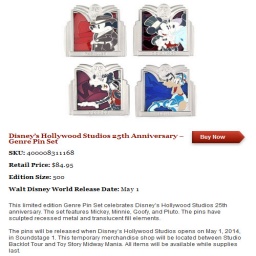 Disney's Hollywood Studios 25th Anniversary –
Genre Pin Set
Buy Now
SKU: 400008311168
Retail Price: $84.95
Edition Size: 500
Walt Disney World Release Date: May 1
This limited edition Genre Pin Set celebrates Disney's Hollywood Studios 25th
anniversary. The set features Mickey, Minnie, Goofy, and Pluto. The pins have
sculpted recessed metal and translucent fill elements.
The pins will be released when Disney's Hollywood Studios opens on May 1, 2014,
in Soundstage 1. This temporary merchandise shop will be located between Studio
Backlot Tour and Toy Story Midway Mania. All items will be available while supplies
last.